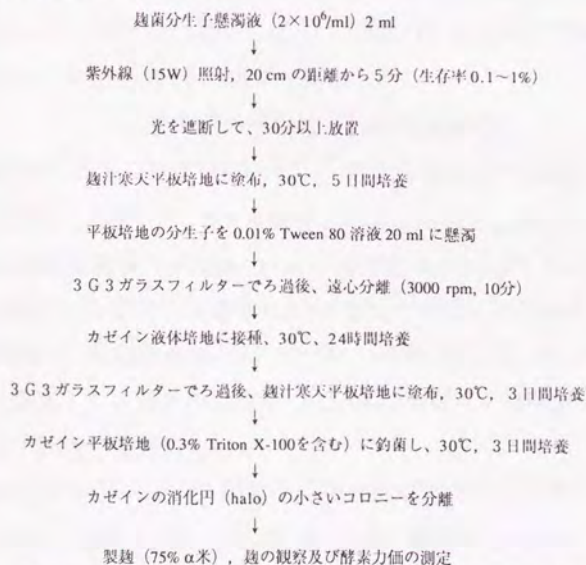 麹菌分生子懸濁液（2×10⁶/ml）2 ml
↓
紫外線（15W）照射，20 cm の距離から5分（生存率 0.1～1%）
↓
光を遮断して、30分以上放置
↓
麹汁寒天平板培地に塗布，30℃，5日間培養
↓
平板培地の分生子を 0.01% Tween 80 溶液 20 ml に懸濁
↓
3G3ガラスフィルターでろ過後、遠心分離（3000 rpm, 10分）
↓
カゼイン液体培地に接種、30℃、24時間培養
↓
3G3ガラスフィルターでろ過後、麹汁寒天平板培地に塗布，30℃，3日間培養
↓
カゼイン平板培地（0.3% Triton X-100を含む）に釣菌し、30℃，3日間培養
↓
カゼインの消化円（halo）の小さいコロニーを分離
↓
製麹（75% α米），麹の観察及び酵素力価の測定